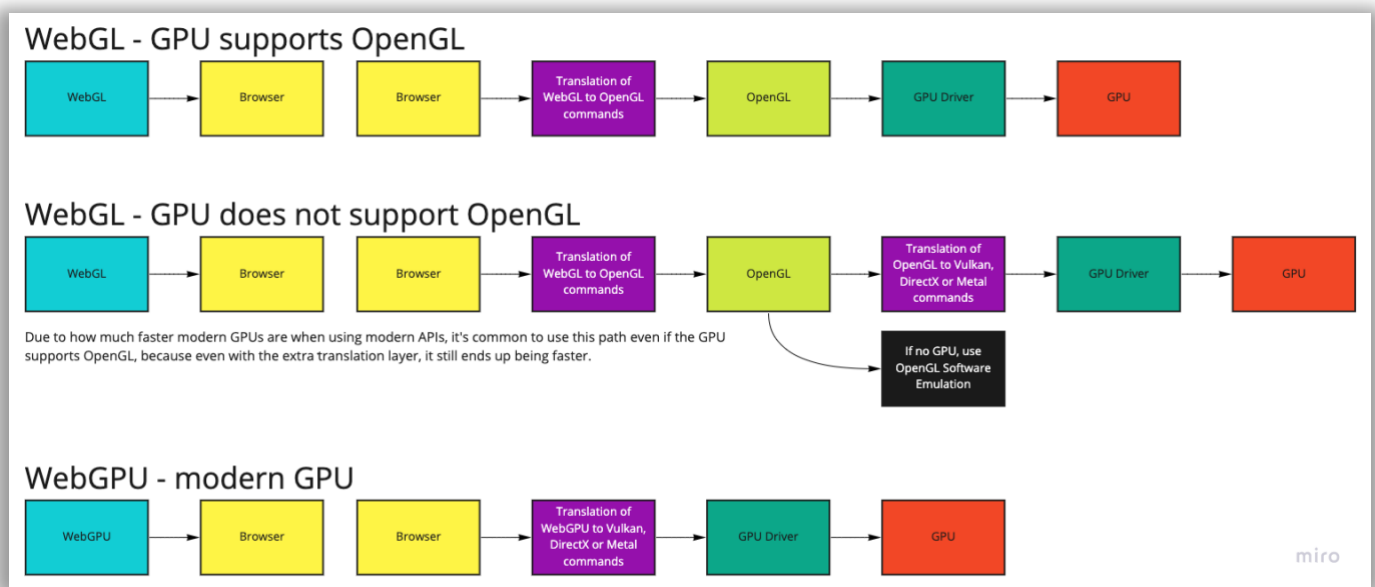 WebGL - GPU supports OpenGL
WebGL
Browser
Browser
Translation of
WebGL to OpenGL
commands
OpenGL
GPU Driver
GPU
WebGL - GPU does not support OpenGL
WebGL
Browser
Browser
Translation of
WebGL to OpenGL
commands
OpenGL
Translation of
OpenGL to Vulkan,
DirectX or Metal
commands
GPU Driver
GPU
Due to how much faster modern GPUs are when using modern APIs, it's common to use this path even if the GPU
supports OpenGL, because even with the extra translation layer, it still ends up being faster.
If no GPU, use
OpenGL Software
Emulation
WebGPU - modern GPU
WebGPU
Browser
Browser
Translation of
WebGPU to Vulkan,
DirectX or Metal
commands
GPU Driver
GPU
miro